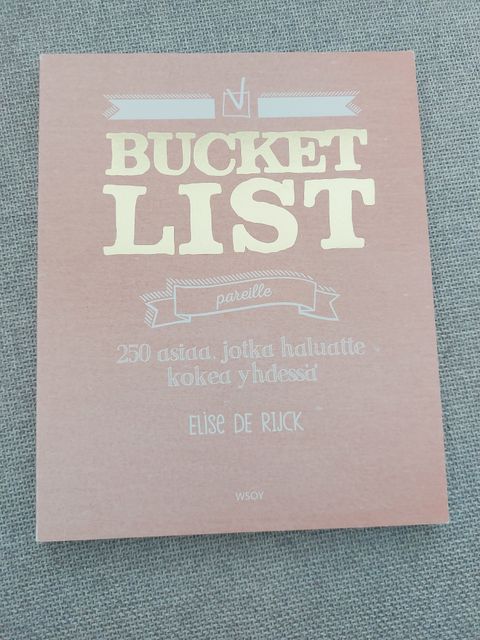 BUCKET
LIST
pareille
250 asiaa, jotka haluatte
kokea yhdessä
ELISE DE RIJCK
WSOY